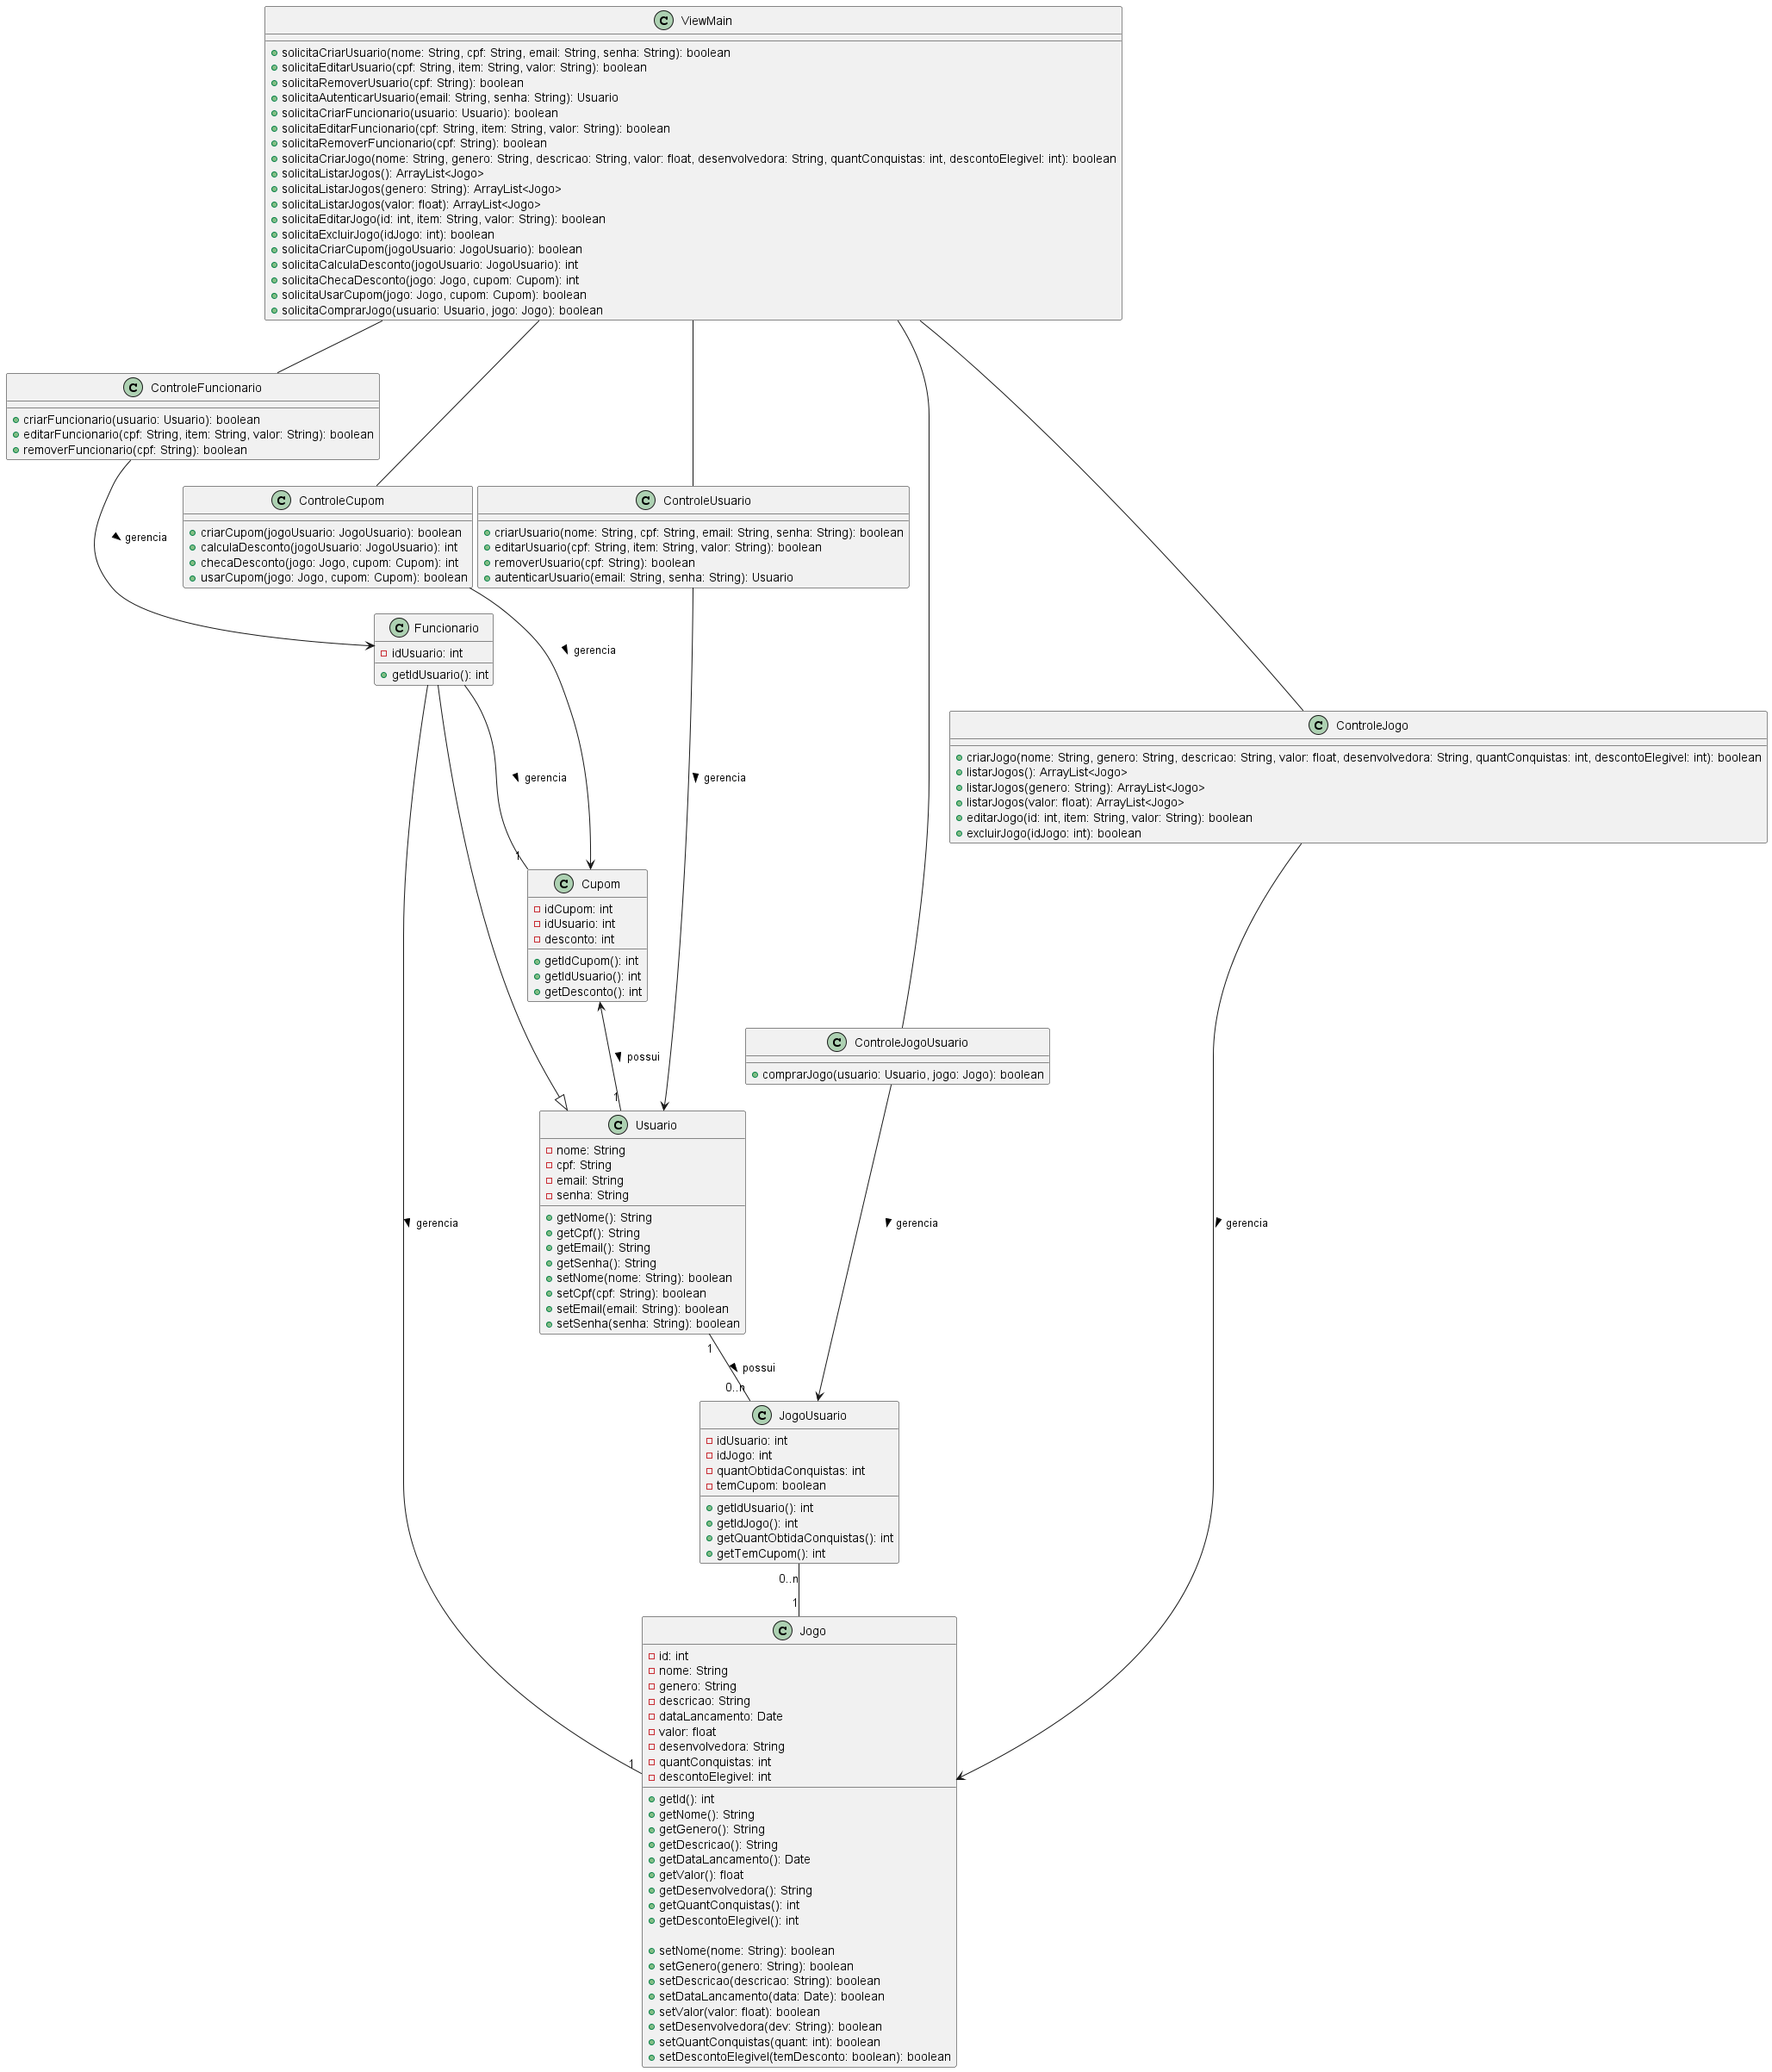 ViewMain
solicitaCriarUsuario(nome: String, cpf: String, email: String, senha: String): boolean
solicitaEditarUsuario(cpf: String, item: String, valor: String): boolean
solicitaRemoverUsuario(cpf: String): boolean
solicitaAutenticarUsuario(email: String, senha: String): Usuario
solicitaCriarFuncionario(usuario: Usuario): boolean
solicitaEditarFuncionario(cpf: String, item: String, valor: String): boolean
solicitaRemoverFuncionario(cpf: String): boolean
solicitaCriarJogo(nome: String, genero: String, descricao: String, valor: float, desenvolvedora: String, quantConquistas: int, descontoElegivel: int): boolean
solicitaListarJogos(): ArrayList<Jogo>
solicitaListarJogos(genero: String): ArrayList<Jogo>
solicitaListarJogos(valor: float): ArrayList<Jogo>
solicitaEditarJogo(id: int, item: String, valor: String): boolean
solicitaExcluirJogo(idJogo: int): boolean
solicitaCriarCupom(jogoUsuario: JogoUsuario): boolean
solicitaCalculaDesconto(jogoUsuario: JogoUsuario): int
solicitaChecaDesconto(jogo: Jogo, cupom: Cupom): int
solicitaUsarCupom(jogo: Jogo, cupom: Cupom): boolean
solicitaComprarJogo(usuario: Usuario, jogo: Jogo): boolean
ControleFuncionario
criarFuncionario(usuario: Usuario): boolean
editarFuncionario(cpf: String, item: String, valor: String): boolean
removerFuncionario(cpf: String): boolean
gerencia
ControleCupom
criarCupom(jogoUsuario: JogoUsuario): boolean
calculaDesconto(jogoUsuario: JogoUsuario): int
checaDesconto(jogo: Jogo, cupom: Cupom): int
usarCupom(jogo: Jogo, cupom: Cupom): boolean
ControleUsuario
criarUsuario(nome: String, cpf: String, email: String, senha: String): boolean
editarUsuario(cpf: String, item: String, valor: String): boolean
removerUsuario(cpf: String): boolean
autenticarUsuario(email: String, senha: String): Usuario
Funcionario
idUsuario: int
getIdUsuario(): int
gerencia
ControleJogo
criarJogo(nome: String, genero: String, descricao: String, valor: float, desenvolvedora: String, quantConquistas: int, descontoElegivel: int): boolean
listarJogos(): ArrayList<Jogo>
listarJogos(genero: String): ArrayList<Jogo>
listarJogos(valor: float): ArrayList<Jogo>
editarJogo(id: int, item: String, valor: String): boolean
excluirJogo(idJogo: int): boolean
gerencia
gerencia
1
Cupom
idCupom: int
idUsuario: int
desconto: int
getIdCupom(): int
getIdUsuario(): int
getDesconto(): int
ControleJogoUsuario
comprarJogo(usuario: Usuario, jogo: Jogo): boolean
possui
1
Usuario
nome: String
cpf: String
email: String
senha: String
getNome(): String
getCpf(): String
getEmail(): String
getSenha(): String
setNome(nome: String): boolean
setCpf(cpf: String): boolean
setEmail(email: String): boolean
setSenha(senha: String): boolean
gerencia
gerencia
gerencia
1
possui
0..n
JogoUsuario
idUsuario: int
idJogo: int
quantObtidaConquistas: int
temCupom: boolean
getIdUsuario(): int
getIdJogo(): int
getQuantObtidaConquistas(): int
getTemCupom(): int
0..n
1
1
Jogo
id: int
nome: String
genero: String
descricao: String
dataLancamento: Date
valor: float
desenvolvedora: String
quantConquistas: int
descontoElegivel: int
getId(): int
getNome(): String
getGenero(): String
getDescricao(): String
getDataLancamento(): Date
getValor(): float
getDesenvolvedora(): String
getQuantConquistas(): int
getDescontoElegivel(): int
setNome(nome: String): boolean
setGenero(genero: String): boolean
setDescricao(descricao: String): boolean
setDataLancamento(data: Date): boolean
setValor(valor: float): boolean
setDesenvolvedora(dev: String): boolean
setQuantConquistas(quant: int): boolean
setDescontoElegivel(temDesconto: boolean): boolean